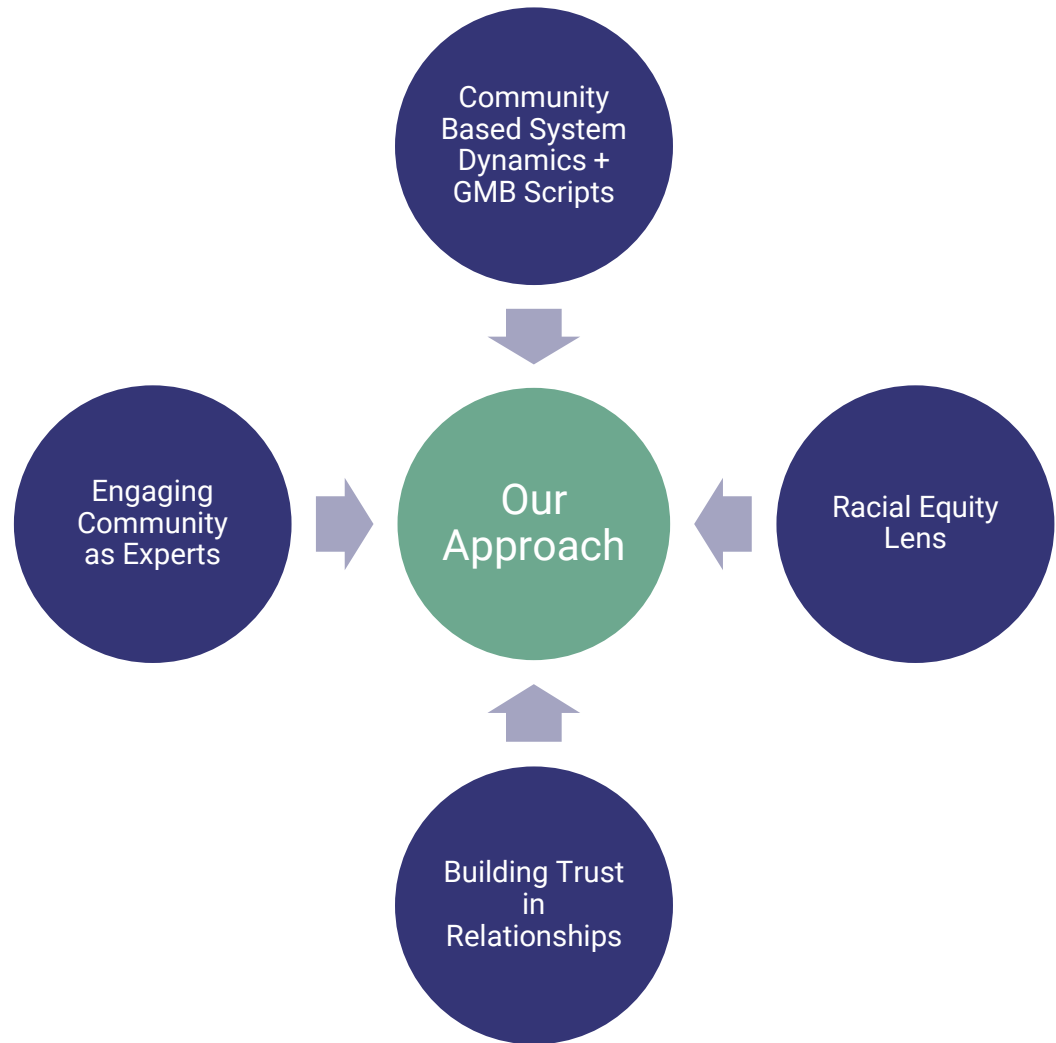 Community
Based System
Dynamics +
GMB Scripts
Engaging
Community
as Experts
Our
Approach
Racial Equity
Lens
Building Trust
in
Relationships